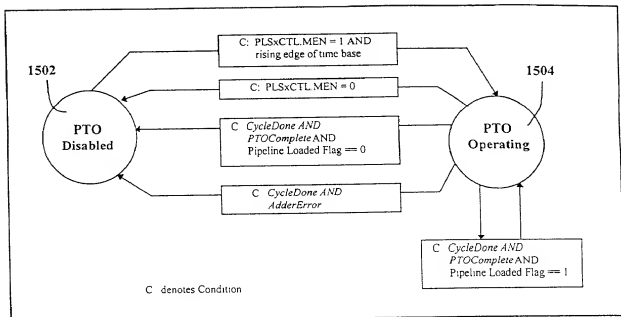 C: PLSxCTL.MEN = 1 AND
rising edge of time base
1502
1504
C: PLSxCTL.MEN = 0
PTO
Disabled
C CycleDone AND
PTOComplete AND
Pipeline Loaded Flag == 0
PTO
Operating
C CycleDone AND
AdderError
C CycleDone AND
PTOComplete AND
Pipeline Loaded Flag == 1
C denotes Condition